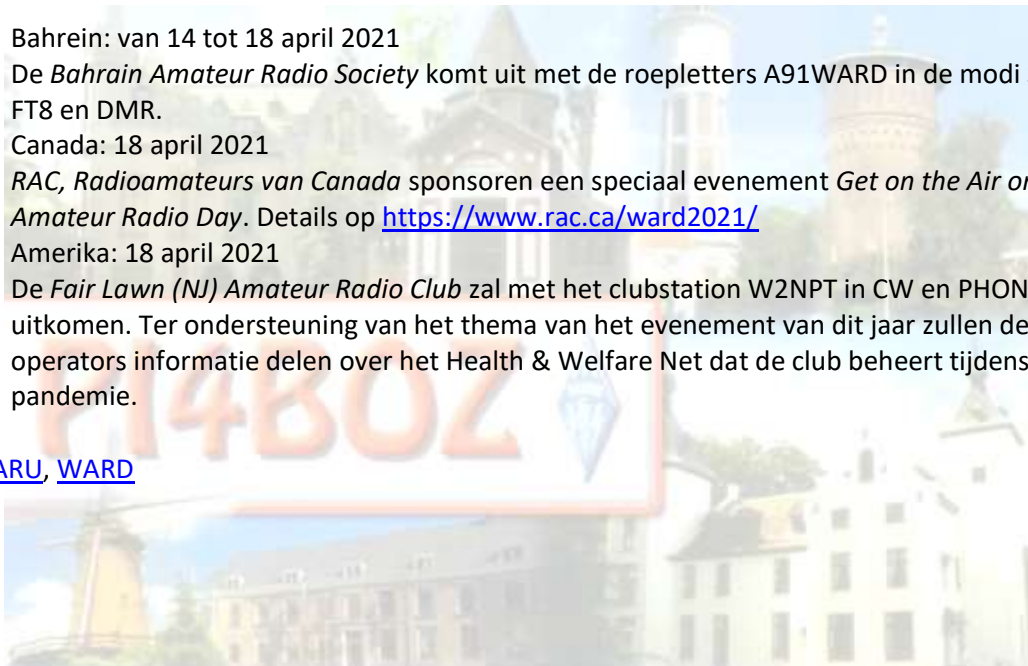 Bahrein: van 14 tot 18 april 2021
De Bahrain Amateur Radio Society komt uit met de roepletters A91WARD in de modi
FT8 en DMR.
Canada: 18 april 2021
RAC, Radioamateurs van Canada sponsoren een speciaal evenement Get on the Air
Amateur Radio Day. Details op https://www.rac.ca/ward2021/
Amerika: 18 april 2021
De Fair Lawn (NJ) Amateur Radio Club zal met het clubstation W2NPT in CW en PHON
uitkomen. Ter ondersteuning van het thema van het evenement van dit jaar zullen de
operators informatie delen over het Health & Welfare Net dat de club beheert tijdens
pandemie.
PI4BOZ
ARU, WARD